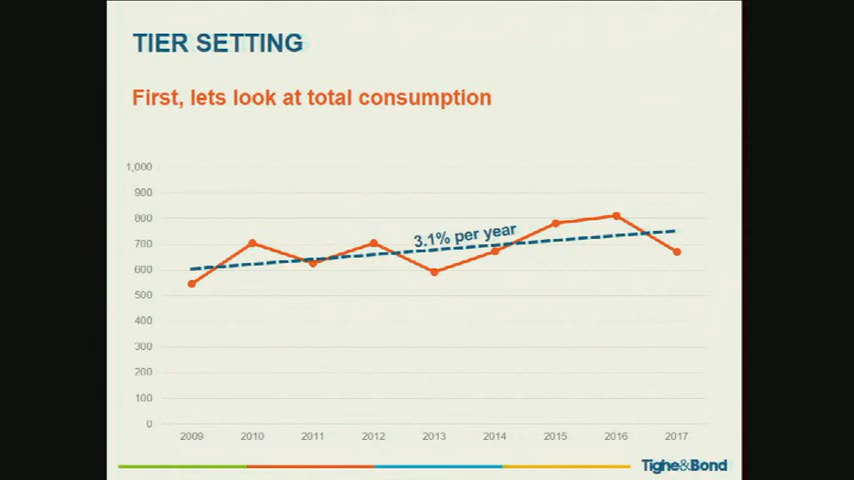 TIER SETTING
First, lets look at total consumption
1,000
900
800
700
600
500
400
300
200
100
0
3.1% per year
2009 2010 2011 2012 2013 2014 2015 2016 2017
Tighe&Bond